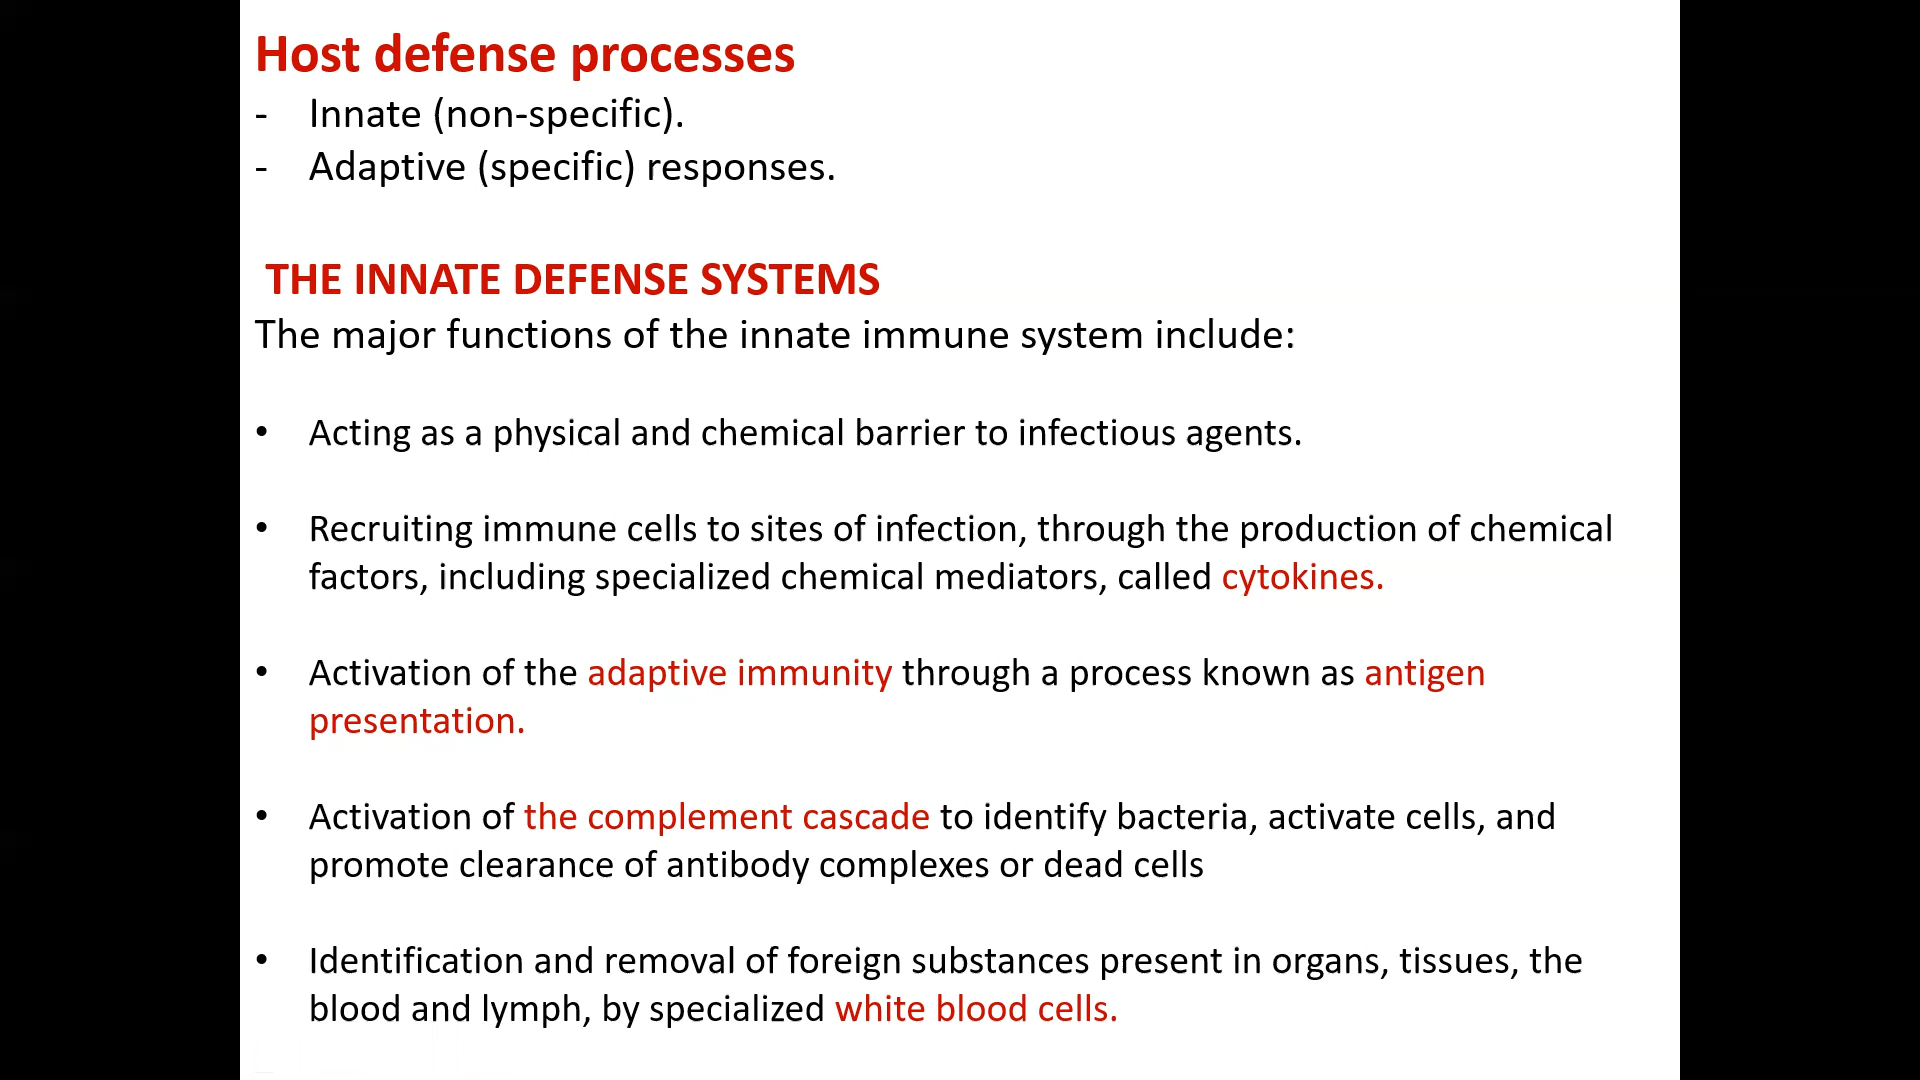 Host defense processes
- Innate (non-specific).
- Adaptive (specific) responses.
THE INNATE DEFENSE SYSTEMS
The major functions of the innate immune system include:
• Acting as a physical and chemical barrier to infectious agents.
• Recruiting immune cells to sites of infection, through the production of chemical
factors, including specialized chemical mediators, called cytokines.
• Activation of the adaptive immunity through a process known as antigen
presentation.
• Activation of the complement cascade to identify bacteria, activate cells, and
promote clearance of antibody complexes or dead cells
• Identification and removal of foreign substances present in organs, tissues, the
blood and lymph, by specialized white blood cells.